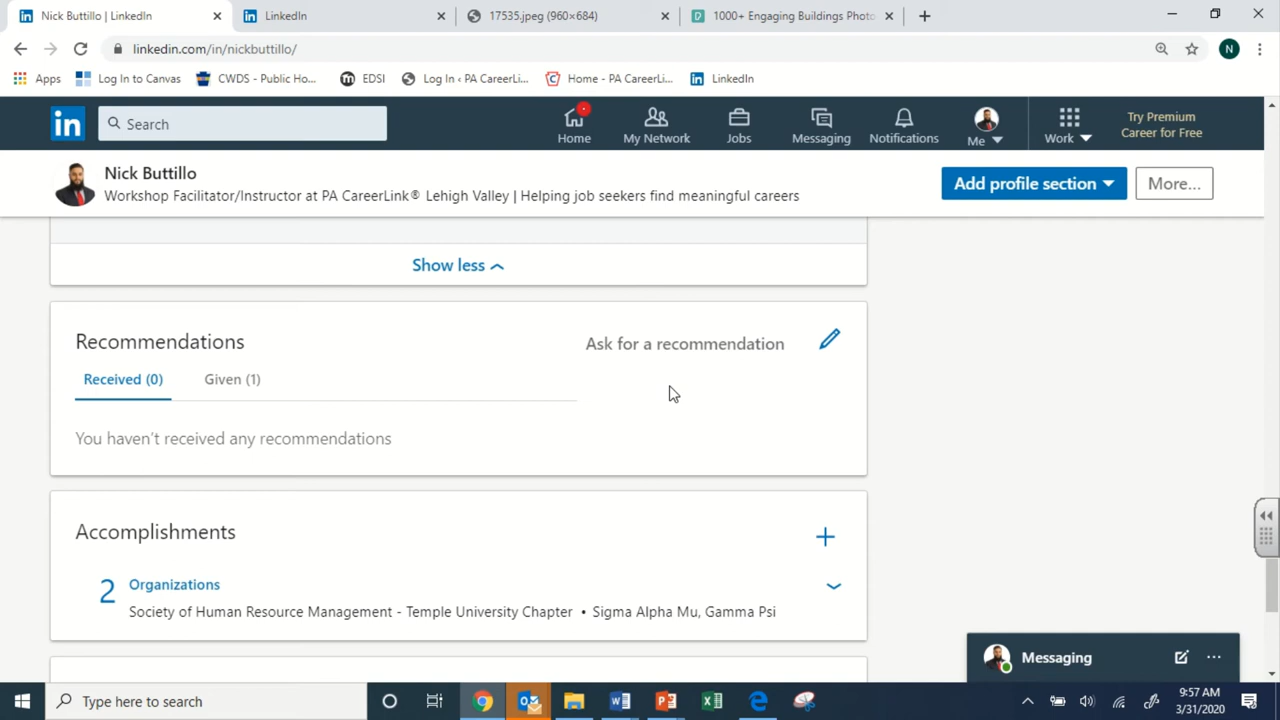 Nick Buttillo | LinkedIn
LinkedIn
17535.jpeg (960×684)
1000+ Engaging Buildings Photo
linkedin.com/in/nickbuttillo/
N
Apps
Log In to Canvas
CWDS - Public Ho...
EDSI
Log In ‹ PA CareerLi...
Home - PA CareerLi...
LinkedIn
in
Search
Home
My Network
Jobs
Messaging
Notifications
Me
Work
Try Premium
Career for Free
Nick Buttillo
Workshop Facilitator/Instructor at PA CareerLink® Lehigh Valley | Helping job seekers find meaningful careers
Add profile section
More...
Show less
Recommendations
Ask for a recommendation
Received (0)
Given (1)
You haven't received any recommendations
Accomplishments
2
Organizations
Society of Human Resource Management - Temple University Chapter • Sigma Alpha Mu, Gamma Psi
Messaging
Type here to search
9:57 AM
3/31/2020